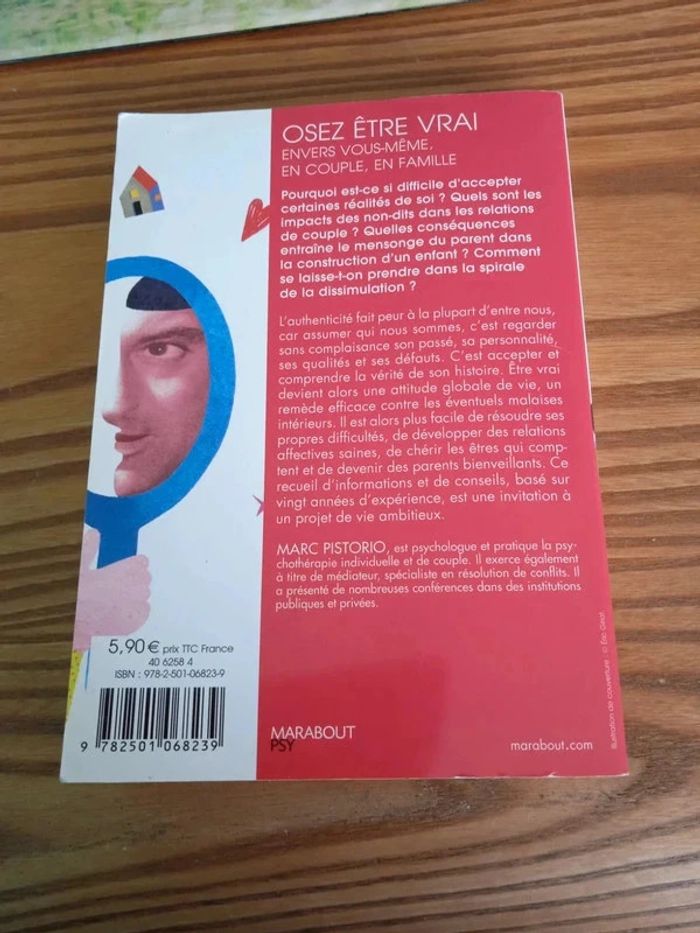 OSEZ ÊTRE VRAI
ENVERS VOUS-MÊME,
EN COUPLE, EN FAMILLE
Pourquoi est-ce si difficile d'accepter
certaines réalités de soi ? Quels sont les
impacts des non-dits dans les relations
de couple ? Quelles conséquences
entraîne le mensonge du parent dans
la construction d'un enfant ? Comment
se laisse-t-on prendre dans la spirale
de la dissimulation ?
L'authenticité fait peur à la plupart d'entre nous,
car assumer qui nous sommes, c'est regarder
sans complaisance son passé, sa personnalité,
ses qualités et ses défauts. C'est accepter et
comprendre la vérité de son histoire. Être vrai
devient alors une attitude globale de vie, un
remède efficace contre les éventuels malaises
intérieurs. Il est alors plus facile de résoudre ses
propres difficultés, de développer des relations
affectives saines, de chérir les êtres qui comp-
tent et de devenir des parents bienveillants. Ce
recueil d'informations et de conseils, basé sur
vingt années d'expérience, est une invitation à
un projet de vie ambitieux.
MARC PISTORIO, est psychologue et pratique la psy-
chothérapie individuelle et de couple. Il exerce également
à titre de médiateur, spécialiste en résolution de conflits. Il
a présenté de nombreuses conférences dans des institutions
publiques et privées.
5,90 € prix TTC France
40 6258 4
ISBN : 978-2-501-06823-9
9 782501 068239
MARABOUT
PSY
marabout.com
Illustration de couverture : © Éric Giriat